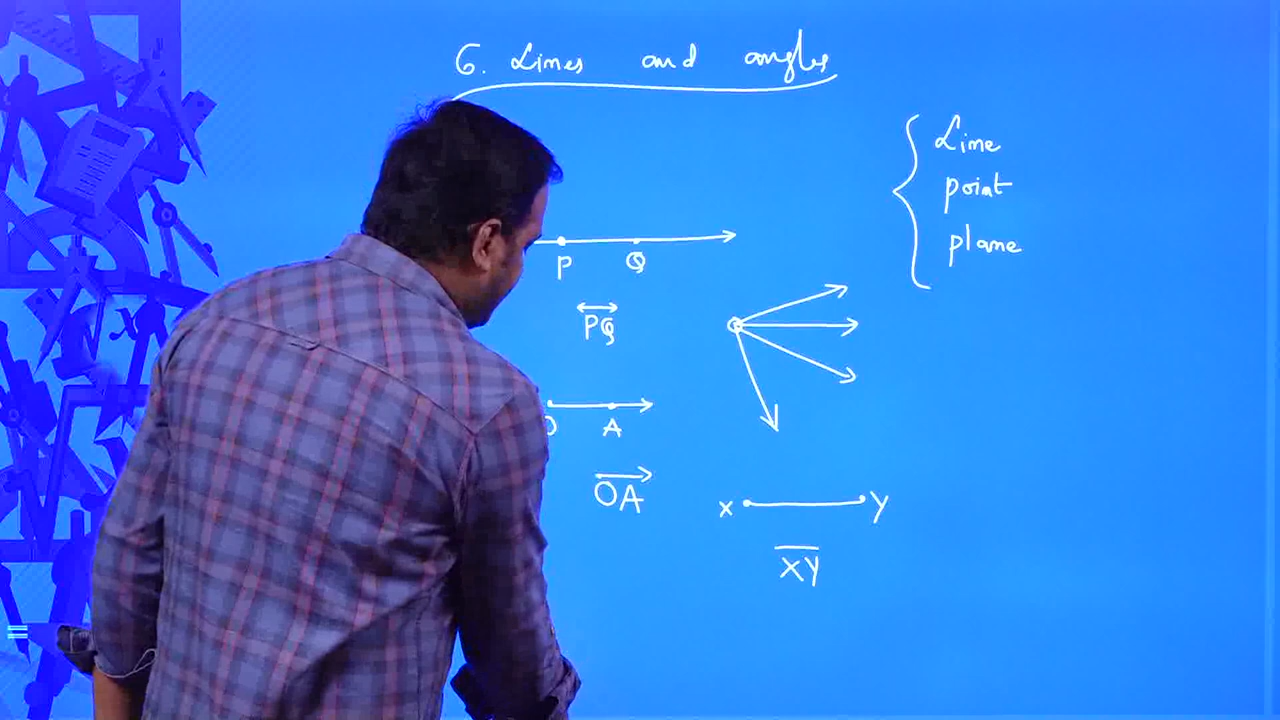 6. Lines and angles
Line
point
plane
P Q
PQ
A
OA
x y
xy